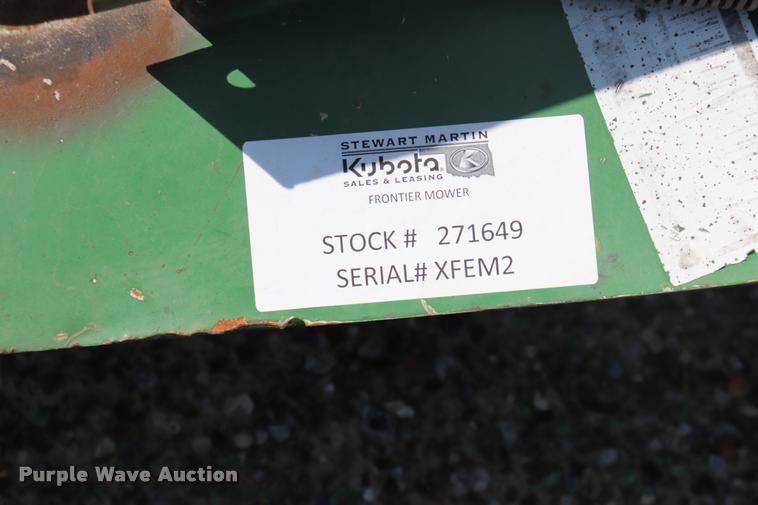 STEWART MARTIN
Kubota
SALES & LEASING
FRONTIER MOWER
STOCK # 271649
SERIAL# XFEM2
Purple Wave Auction